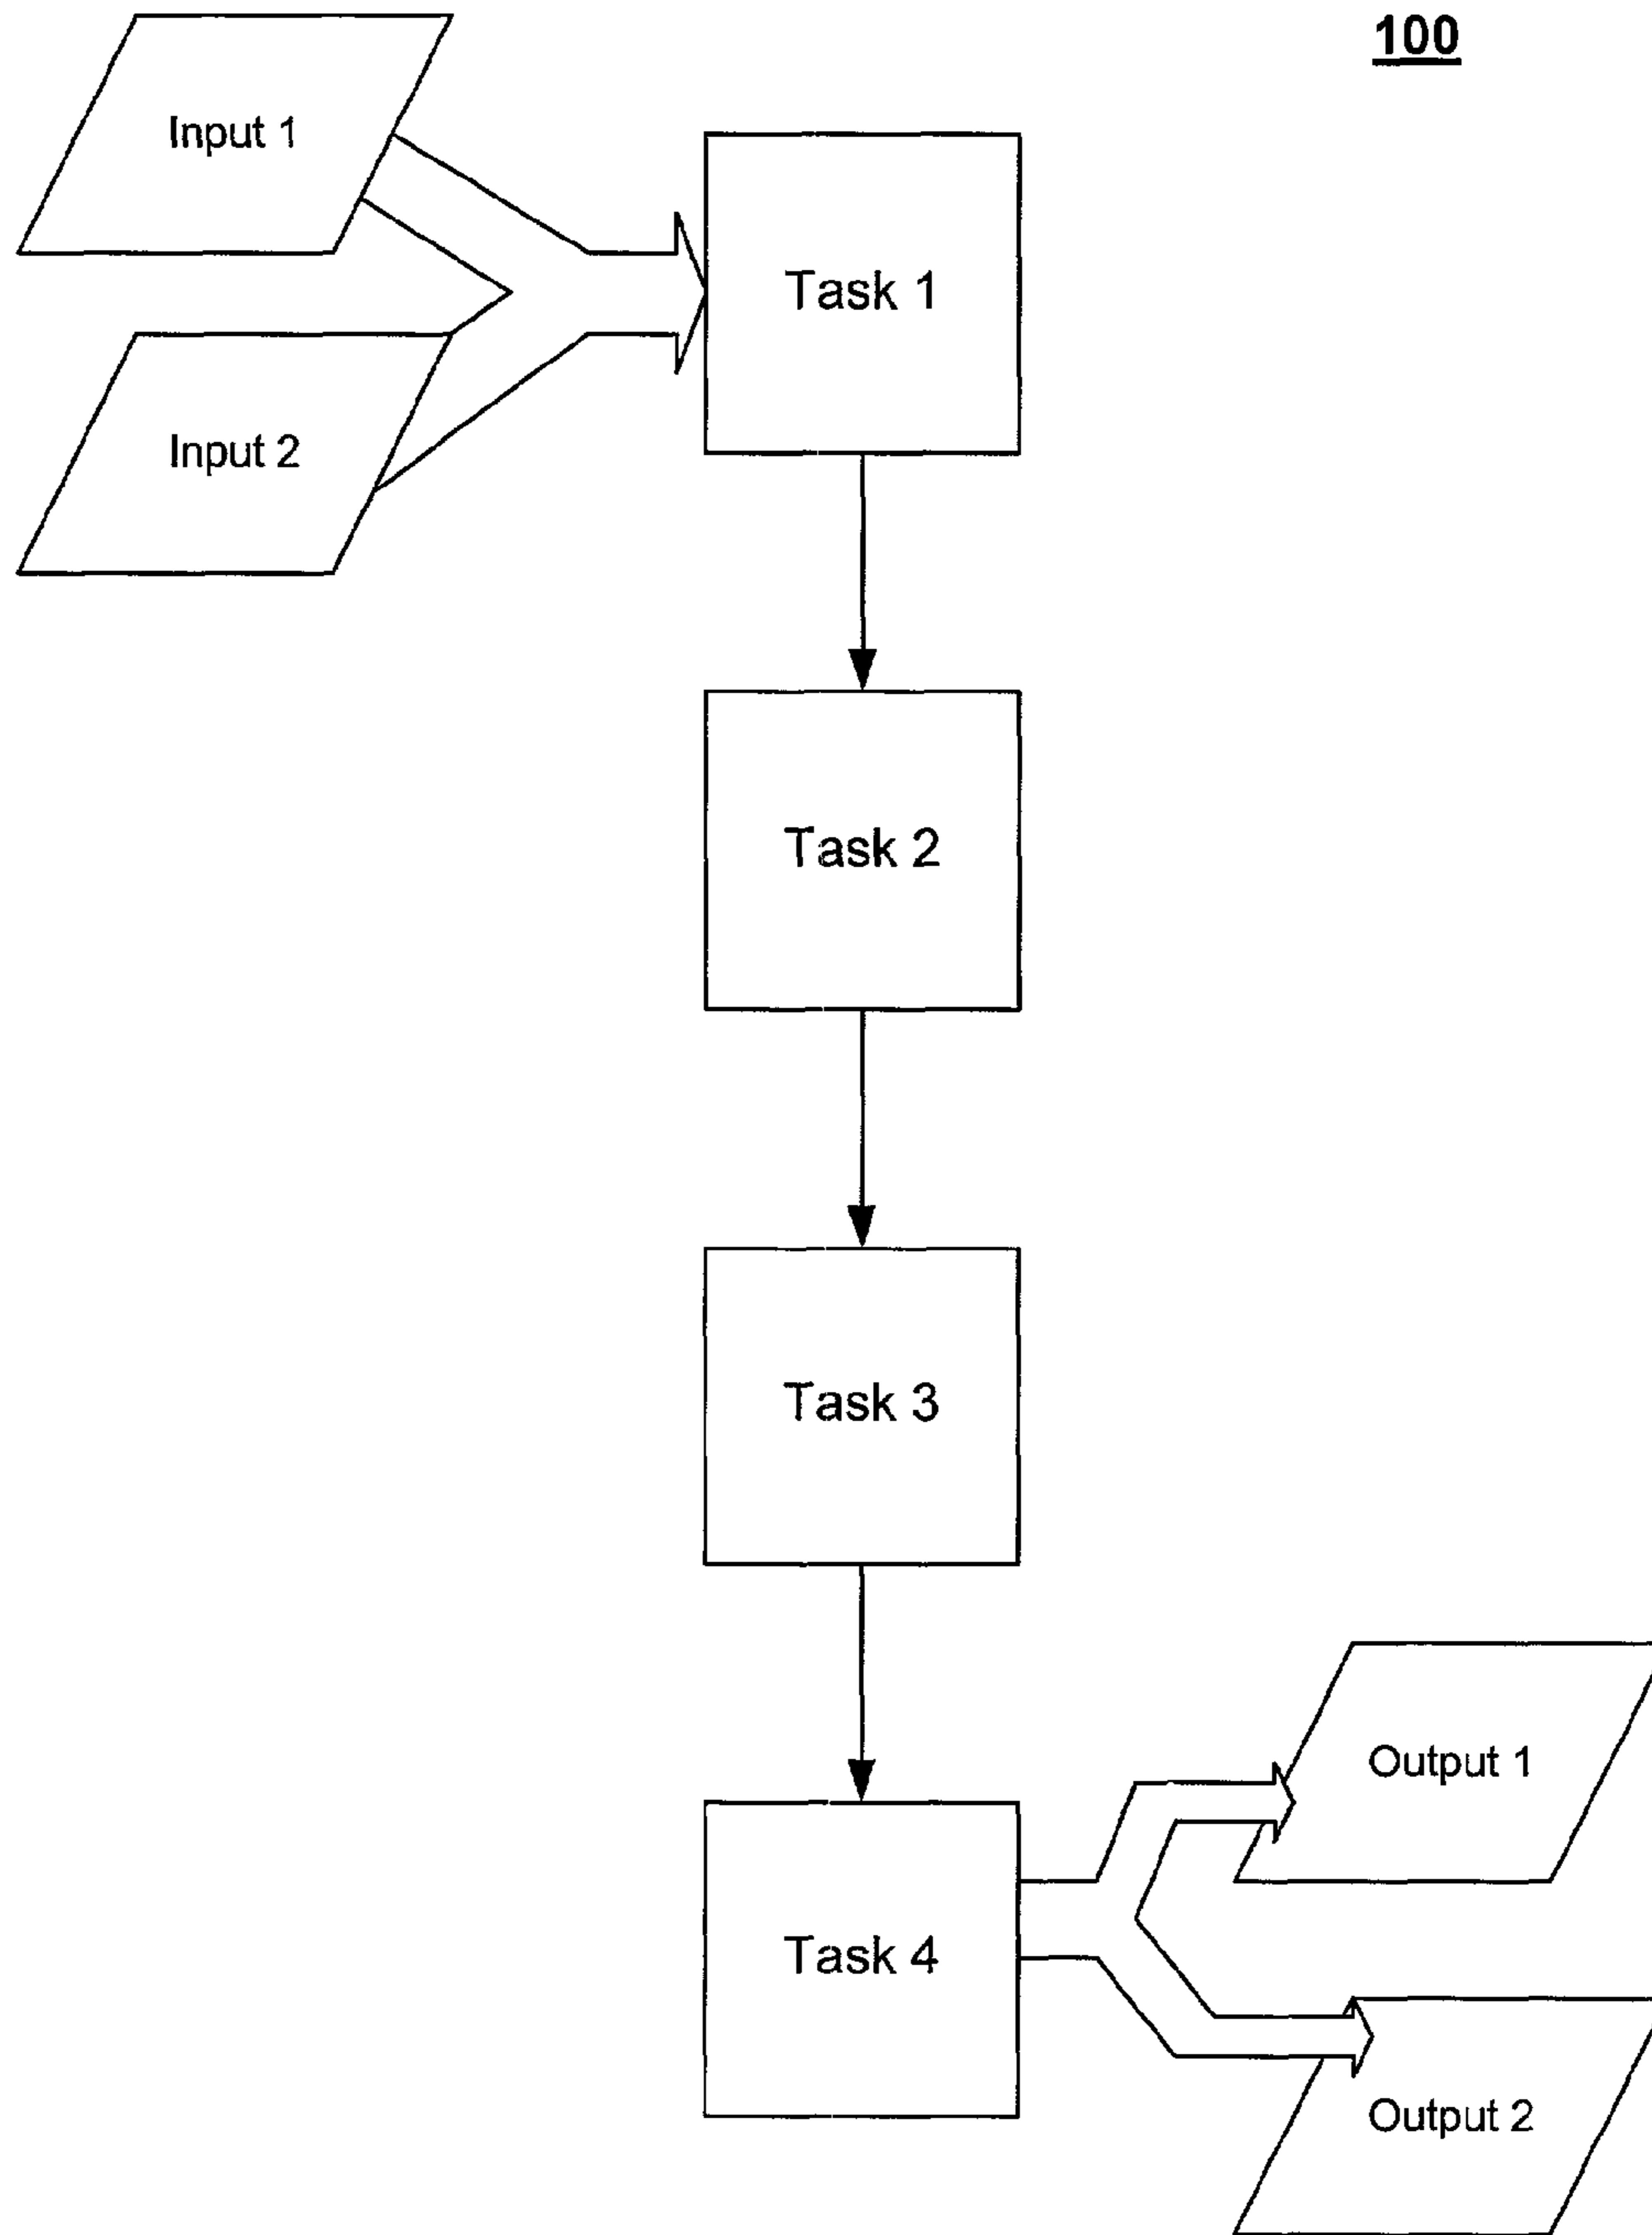 100
Input 1
Task 1
Input 2
Task 2
Task 3
Output 1
Task 4
Output 2